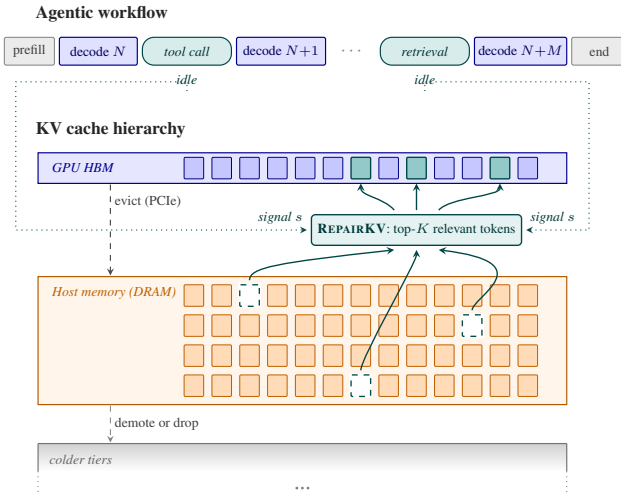 Agentic workflow
prefill decode N tool call decode N+1 ··· retrieval decode N+M end
idle idle
KV cache hierarchy
GPU HBM
evict (PCIe)
signal s signal s
REPAIRKV: top-K relevant tokens
Host memory (DRAM)
demote or drop
colder tiers
...